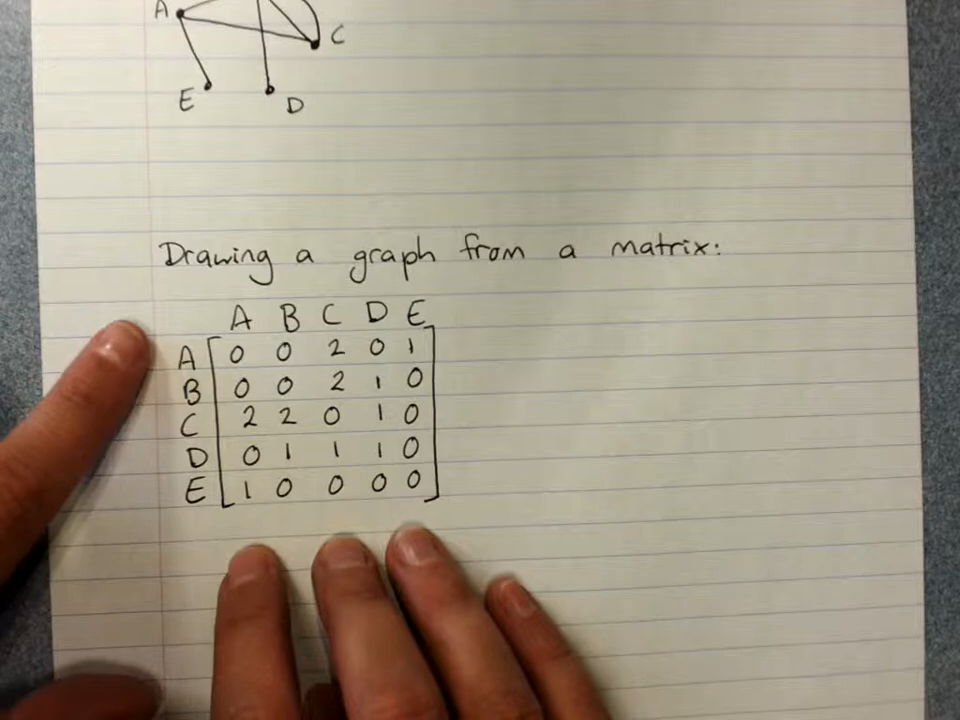 A
C
E D
Drawing a graph from a matrix:
A B C D E
A 0 0 2 0 1
B 0 0 2 1 0
C 2 2 0 1 0
D 0 1 1 1 0
E 1 0 0 0 0